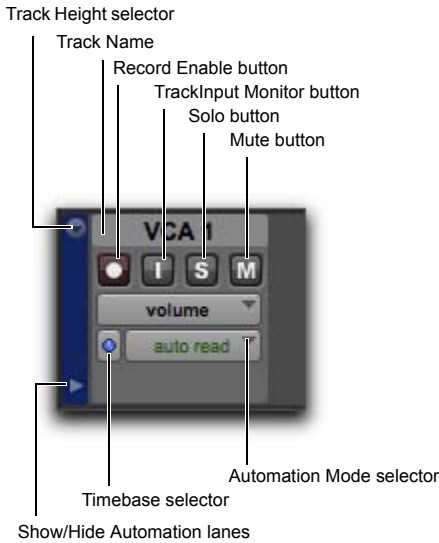 Track Height selector
Track Name
Record Enable button
TrackInput Monitor button
Solo button
Mute button
VCA 1
I S M
volume
auto read
Automation Mode selector
Timebase selector
Show/Hide Automation lanes